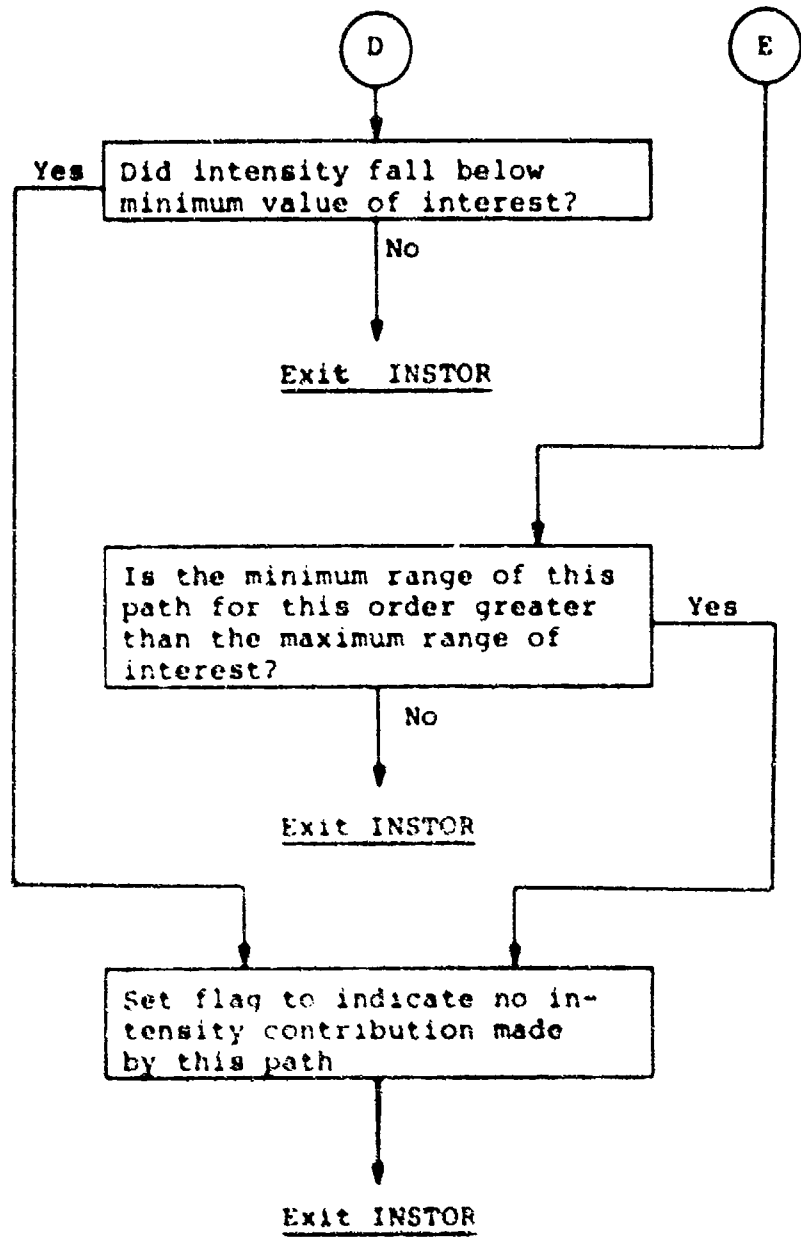 D
E
Yes
Did intensity fall below
minimum value of interest?
No
Exit INSTOR
Is the minimum range of this
path for this order greater
than the maximum range of
interest?
Yes
No
Exit INSTOR
Set flag to indicate no in-
tensity contribution made
by this path
Exit INSTOR